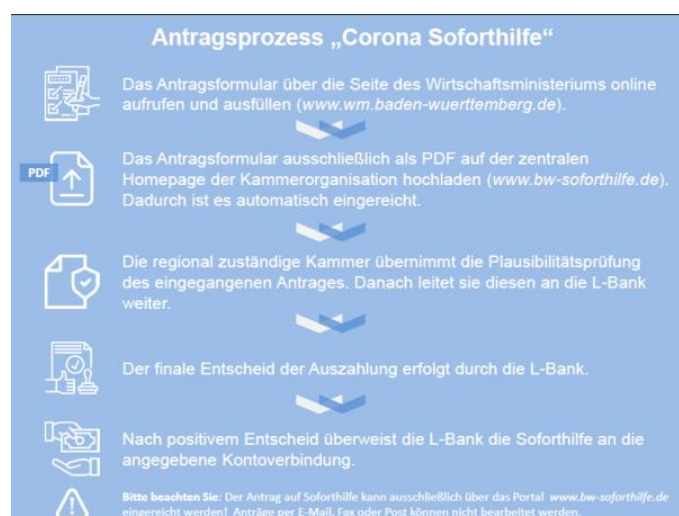 Antragsprozess „Corona Soforthilfe“
Das Antragsformular über die Seite des Wirtschaftsministeriums online
aufrufen und ausfüllen (www.wm.baden-wuerttemberg.de).
PDF
Das Antragsformular ausschließlich als PDF auf der zentralen
Homepage der Kammerorganisation hochladen (www.bw-soforthilfe.de).
Dadurch ist es automatisch eingereicht.
Die regional zuständige Kammer übernimmt die Plausibilitätsprüfung
des eingegangenen Antrages. Danach leitet sie diesen an die L-Bank
weiter.
Der finale Entscheid der Auszahlung erfolgt durch die L-Bank.
Nach positivem Entscheid überweist die L-Bank die Soforthilfe an die
angegebene Kontoverbindung.
Bitte beachten Sie: Der Antrag auf Soforthilfe kann ausschließlich über das Portal www.bw-soforthilfe.de
eingereicht werden! Anträge per E-Mail, Fax oder Post können nicht bearbeitet werden.